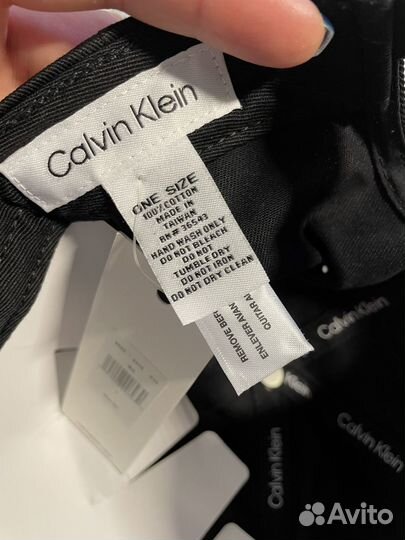 Calvin Klein
ONE SIZE
100% COTTON
MADE IN
TAIWAN
RN# 36543
HAND WASH ONLY
DO NOT BLEACH
DO NOT
TUMBLE DRY
DO NOT IRON
DO NOT DRY CLEAN
REMOVE BEF
ENLEVER AVAN
QUITAR AN
Calvin Klein
Klein
Calvin Klein
Calvin Klein
Avito